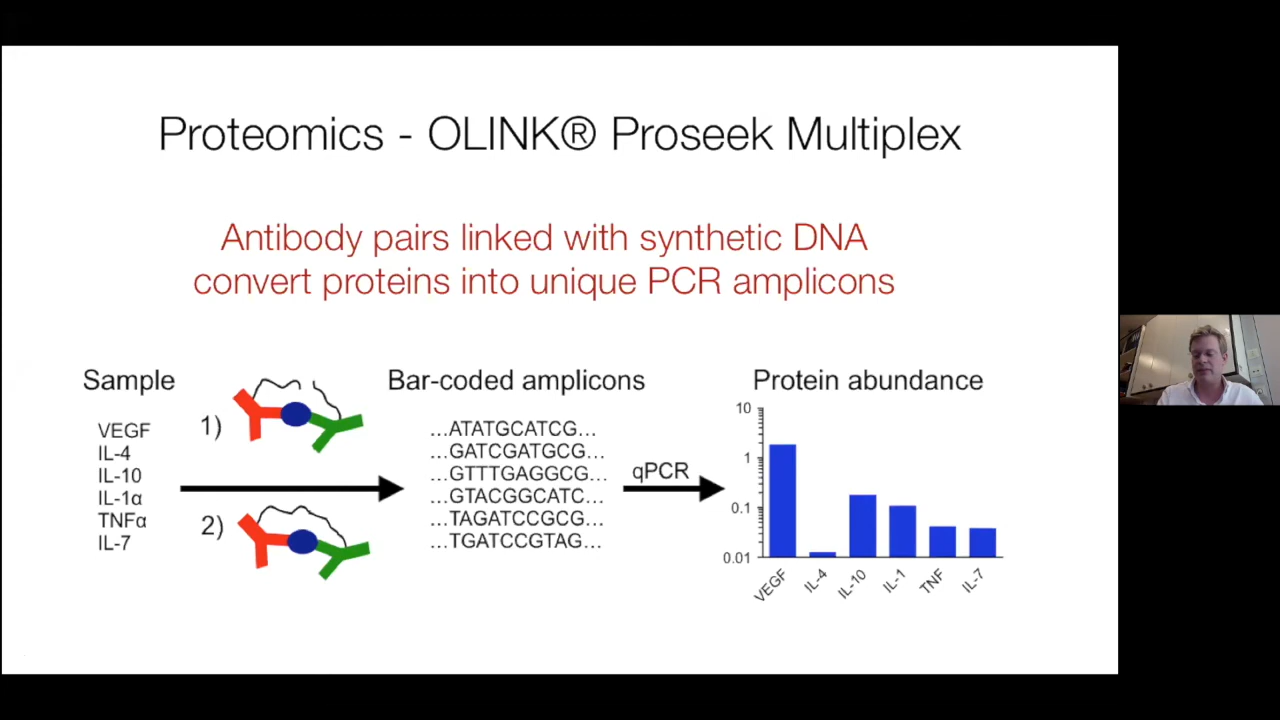 Proteomics - OLINK® Proseek Multiplex
Antibody pairs linked with synthetic DNA
convert proteins into unique PCR amplicons
Sample
VEGF
IL-4
IL-10
IL-1α
TNFα
IL-7
1)
2)
Bar-coded amplicons
...ATATGCATCG...
...GATCGATGCG...
...GTTTGAGGCG...
...GTACGGCATC...
...TAGATCCGCG...
...TGATCCGTAG...
qPCR
Protein abundance
10
1
0.1
0.01
VEGF
IL-4
IL-10
IL-1
TNF
IL-7